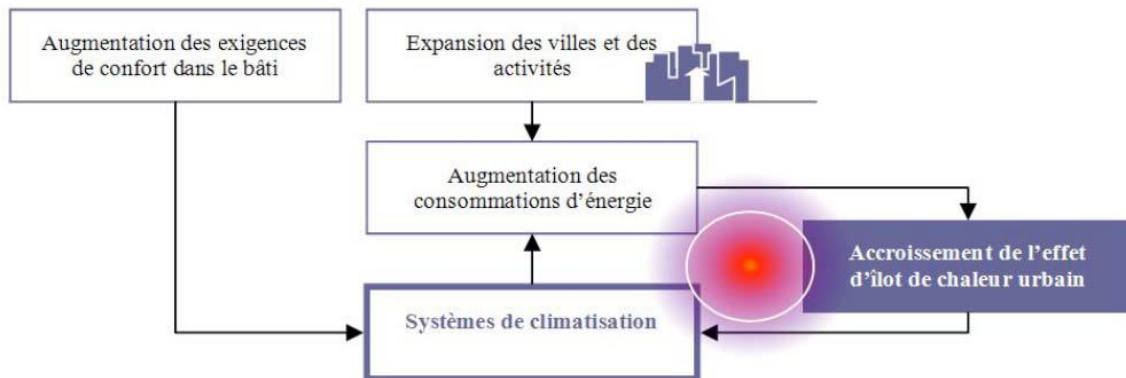 Augmentation des exigences
de confort dans le bâti
Expansion des villes et des
activités
Augmentation des
consommations d’énergie
Accroissement de l’effet
d’îlot de chaleur urbain
Systèmes de climatisation